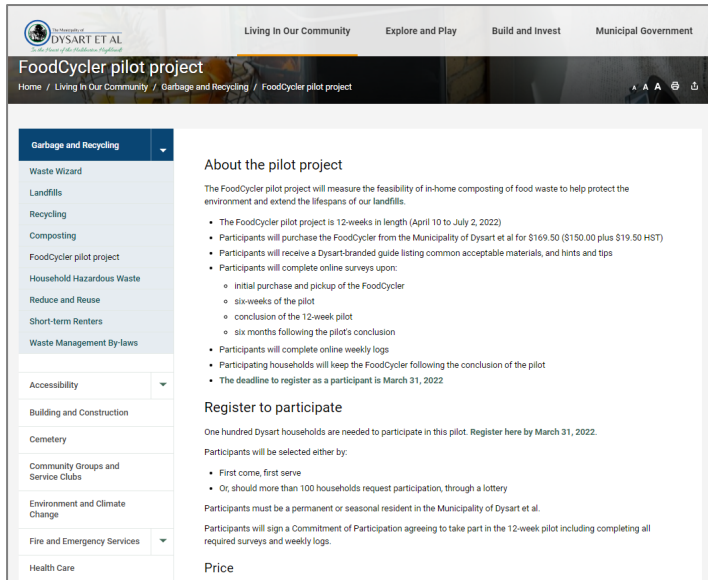 The Municipality of
DYSART ET AL
In the Heart of the Haliburton Highlands
Living In Our Community
Explore and Play
Build and Invest
Municipal Government
FoodCycler pilot project
Home / Living In Our Community / Garbage and Recycling / FoodCycler pilot project
A A A
Garbage and Recycling
Waste Wizard
Landfills
Recycling
Composting
FoodCycler pilot project
Household Hazardous Waste
Reduce and Reuse
Short-term Renters
Waste Management By-laws
Accessibility
Building and Construction
Cemetery
Community Groups and
Service Clubs
Environment and Climate
Change
Fire and Emergency Services
Health Care
About the pilot project
The FoodCycler pilot project will measure the feasibility of in-home composting of food waste to help protect the
environment and extend the lifespans of our landfills.
• The FoodCycler pilot project is 12-weeks in length (April 10 to July 2, 2022)
• Participants will purchase the FoodCycler from the Municipality of Dysart et al for $169.50 ($150.00 plus $19.50 HST)
• Participants will receive a Dysart-branded guide listing common acceptable materials, and hints and tips
• Participants will complete online surveys upon:
◦ initial purchase and pickup of the FoodCycler
◦ six-weeks of the pilot
◦ conclusion of the 12-week pilot
◦ six months following the pilot's conclusion
• Participants will complete online weekly logs
• Participating households will keep the FoodCycler following the conclusion of the pilot
• The deadline to register as a participant is March 31, 2022
Register to participate
One hundred Dysart households are needed to participate in this pilot. Register here by March 31, 2022.
Participants will be selected either by:
• First come, first serve
• Or, should more than 100 households request participation, through a lottery
Participants must be a permanent or seasonal resident in the Municipality of Dysart et al.
Participants will sign a Commitment of Participation agreeing to take part in the 12-week pilot including completing all
required surveys and weekly logs.
Price